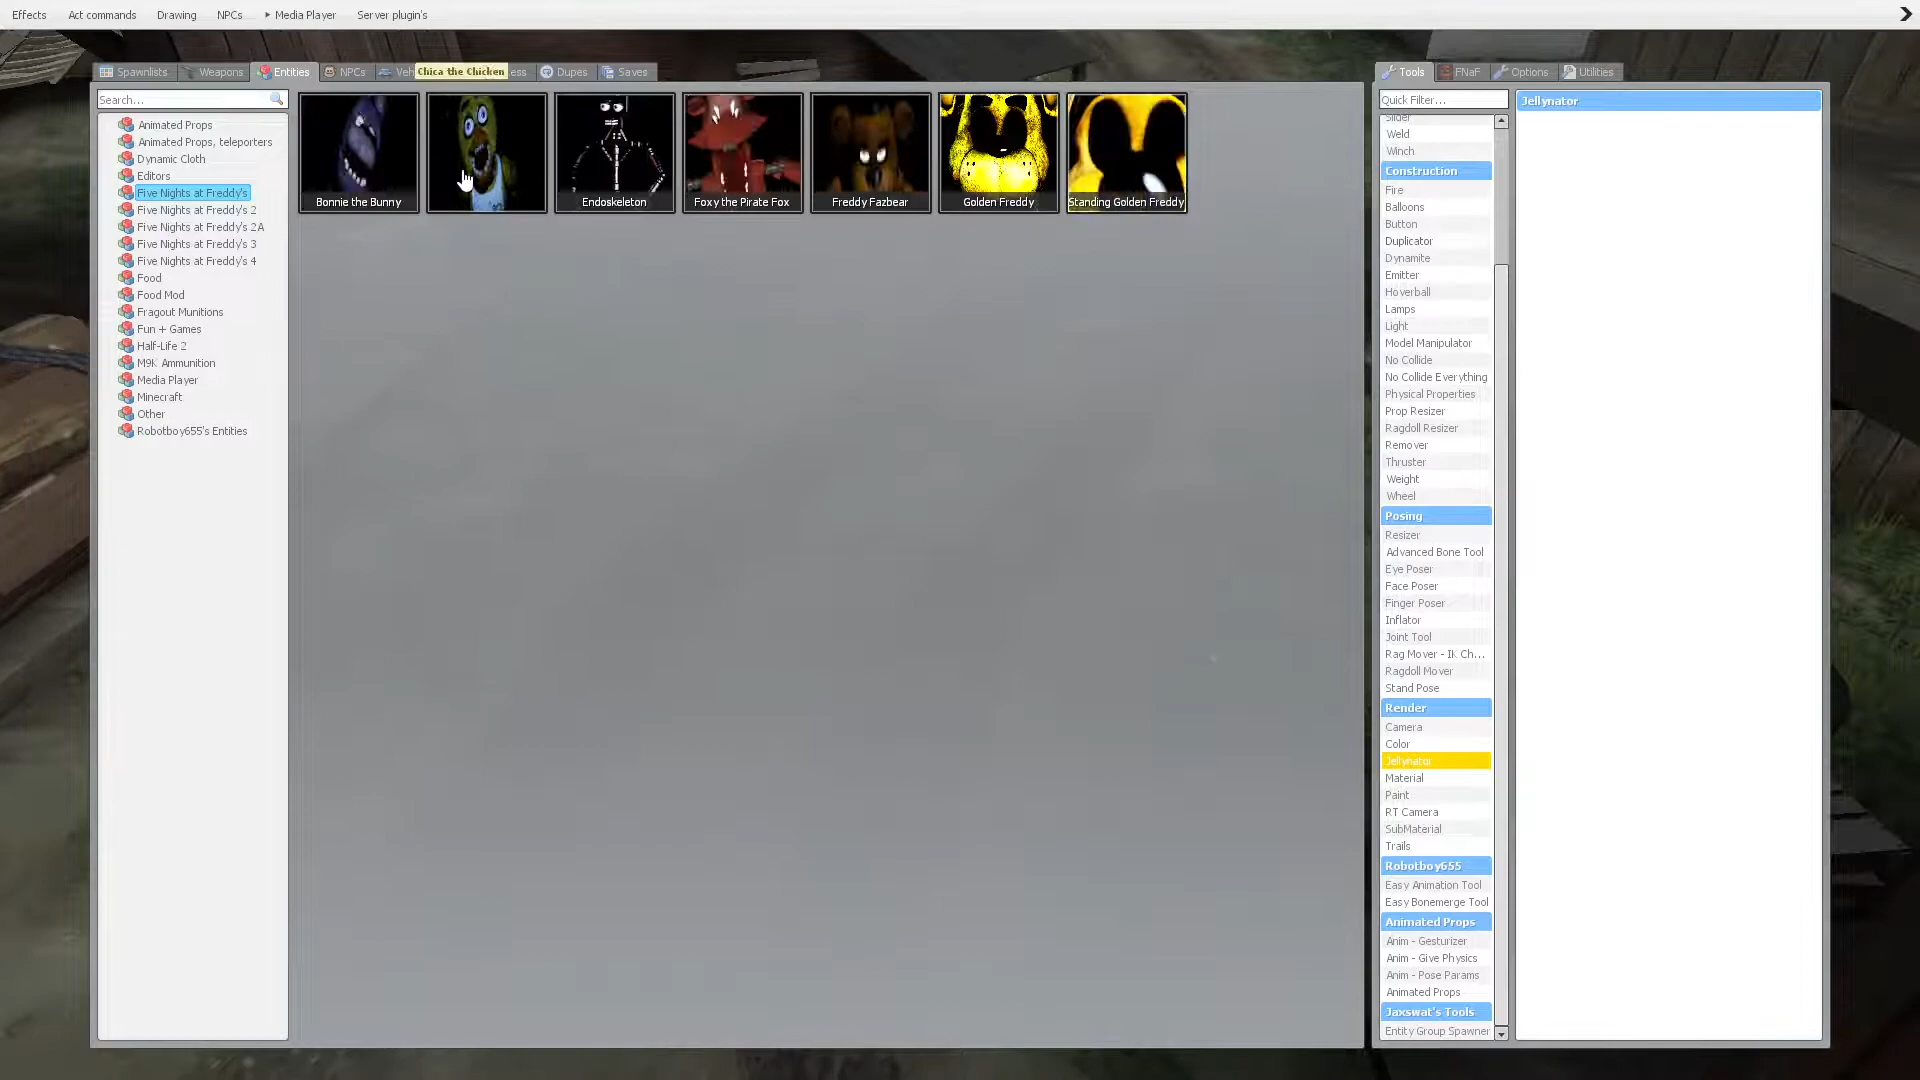 Effects Act commands Drawing NPCs Media Player Server plugin's
Spawnlists Weapons Entities NPCs Veh Chica the Chicken ess Dupes Saves
Tools FNaF Options Utilities
Search...
Animated Props
Animated Props, teleporters
Dynamic Cloth
Editors
Five Nights at Freddy's
Five Nights at Freddy's 2
Five Nights at Freddy's 2A
Five Nights at Freddy's 3
Five Nights at Freddy's 4
Food
Food Mod
Fragout Munitions
Fun + Games
Half-Life 2
M9K Ammunition
Media Player
Minecraft
Other
Robotboy655's Entities
Bonnie the Bunny
Endoskeleton
Foxy the Pirate Fox
Freddy Fazbear
Golden Freddy
Standing Golden Freddy
Quick Filter...
Slider
Weld
Winch
Construction
Fire
Balloons
Button
Duplicator
Dynamite
Emitter
Hoverball
Lamps
Light
Model Manipulator
No Collide
No Collide Everything
Physical Properties
Prop Resizer
Ragdoll Resizer
Remover
Thruster
Weight
Wheel
Posing
Resizer
Advanced Bone Tool
Eye Poser
Face Poser
Finger Poser
Inflator
Joint Tool
Rag Mover - IK Ch...
Ragdoll Mover
Stand Pose
Render
Camera
Color
Jellynator
Material
Paint
RT Camera
SubMaterial
Trails
Robotboy655
Easy Animation Tool
Easy Bonemerge Tool
Animated Props
Anim - Gesturizer
Anim - Give Physics
Anim - Pose Params
Animated Props
Jaxswat's Tools
Entity Group Spawner
Jellynator